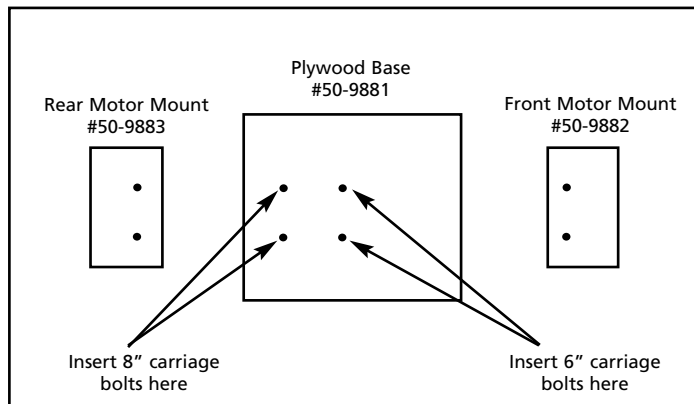 Plywood Base
#50-9881
Rear Motor Mount
#50-9883
Front Motor Mount
#50-9882
Insert 8” carriage
bolts here
Insert 6” carriage
bolts here